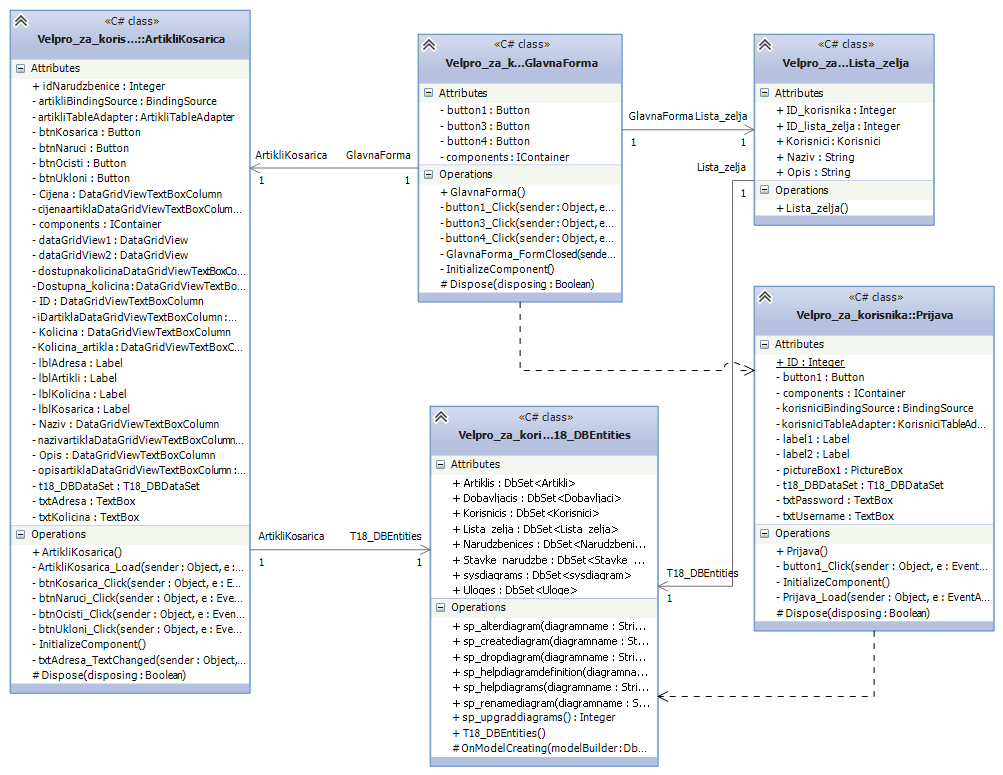 «C# class»
Velpro_za_koris...::ArtikliKosarica
Attributes
+ idNarudzbenice : Integer
- artikliBindingSource : BindingSource
- artikliTableAdapter : ArtikliTableAdapter
- btnKosarica : Button
- btnNaruci : Button
- btnOcisti : Button
- btnUkloni : Button
- Cijena : DataGridViewTextBoxColumn
- cijenaartiklaDataGridViewTextBoxColum...
- components : IContainer
- dataGridView1 : DataGridView
- dataGridView2 : DataGridView
- dostupnakolicinaDataGridViewTextBoxCo...
- Dostupna_kolicina : DataGridViewTextBo...
- ID : DataGridViewTextBoxColumn
- iDartiklaDataGridViewTextBoxColumn :...
- Kolicina : DataGridViewTextBoxColumn
- Kolicina_artikla : DataGridViewTextBoxC...
- lblAdresa : Label
- lblArtikli : Label
- lblKolicina : Label
- lblKosarica : Label
- Naziv : DataGridViewTextBoxColumn
- nazivartiklaDataGridViewTextBoxColumn...
- Opis : DataGridViewTextBoxColumn
- opisartiklaDataGridViewTextBoxColumn :...
- t18_DBDataSet : T18_DBDataSet
- txtAdresa : TextBox
- txtKolicina : TextBox
Operations
+ ArtikliKosarica()
- ArtikliKosarica_Load(sender : Object, e :...
- btnKosarica_Click(sender : Object, e : E...
- btnNaruci_Click(sender : Object, e : Even...
- btnOcisti_Click(sender : Object, e : Even...
- btnUkloni_Click(sender : Object, e : Eve...
- InitializeComponent()
- txtAdresa_TextChanged(sender : Object,...
# Dispose(disposing : Boolean)
ArtikliKosarica GlavnaForma
1 1
«C# class»
Velpro_za_k...GlavnaForma
Attributes
- button1 : Button
- button3 : Button
- button4 : Button
- components : IContainer
Operations
+ GlavnaForma()
- button1_Click(sender : Object, e...
- button3_Click(sender : Object, e...
- button4_Click(sender : Object, e...
- GlavnaForma_FormClosed(sende...
- InitializeComponent()
# Dispose(disposing : Boolean)
GlavnaForma Lista_zelja
1 1
«C# class»
Velpro_za...Lista_zelja
Attributes
+ ID_korisnika : Integer
+ ID_lista_zelja : Integer
+ Korisnici : Korisnici
+ Naziv : String
+ Opis : String
Operations
+ Lista_zelja()
Lista_zelja
1
T18_DBEntities
1
«C# class»
Velpro_za_korisnika::Prijava
Attributes
+ ID : Integer
- button1 : Button
- components : IContainer
- korisniciBindingSource : BindingSource
- korisniciTableAdapter : KorisniciTableAd...
- label1 : Label
- label2 : Label
- pictureBox1 : PictureBox
- t18_DBDataSet : T18_DBDataSet
- txtPassword : TextBox
- txtUsername : TextBox
Operations
+ Prijava()
- button1_Click(sender : Object, e : Event...
- InitializeComponent()
- Prijava_Load(sender : Object, e : EventA...
# Dispose(disposing : Boolean)
ArtikliKosarica T18_DBEntities
1 1
«C# class»
Velpro_za_kori...18_DBEntities
Attributes
+ Artiklis : DbSet<Artikli>
+ Dobavljacis : DbSet<Dobavljaci>
+ Korisnicis : DbSet<Korisnici>
+ Lista_zelja : DbSet<Lista_zelja>
+ Narudzbenices : DbSet<Narudzbeni...
+ Stavke_narudzbe : DbSet<Stavke_...
+ sysdiagrams : DbSet<sysdiagram>
+ Uloges : DbSet<Uloge>
Operations
+ sp_alterdiagram(diagramname : Stri...
+ sp_creatediagram(diagramname : St...
+ sp_dropdiagram(diagramname : Stri...
+ sp_helpdiagramdefinition(diagramna...
+ sp_helpdiagrams(diagramname : Stri...
+ sp_renamediagram(diagramname : S...
+ sp_upgraddiagrams() : Integer
+ T18_DBEntities()
# OnModelCreating(modelBuilder : Db...